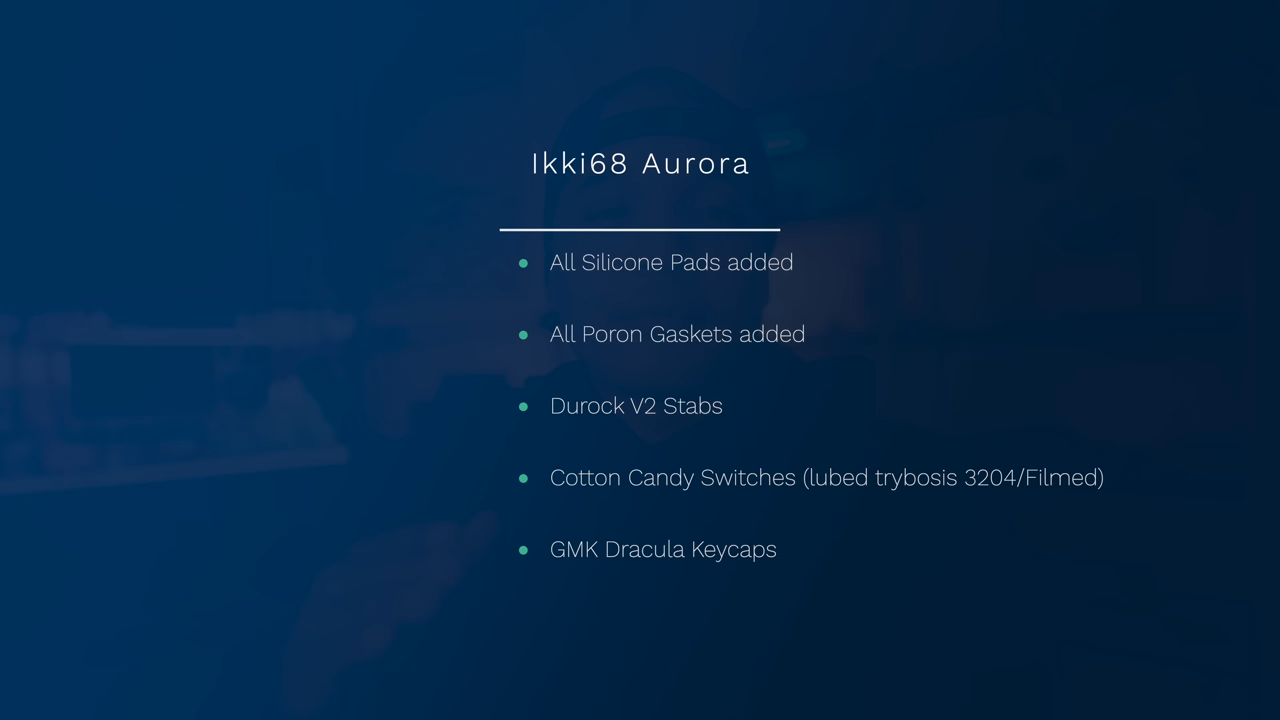 Ikki68 Aurora
All Silicone Pads added
All Poron Gaskets added
Durock V2 Stabs
Cotton Candy Switches (lubed trybosis 3204/Filmed)
GMK Dracula Keycaps